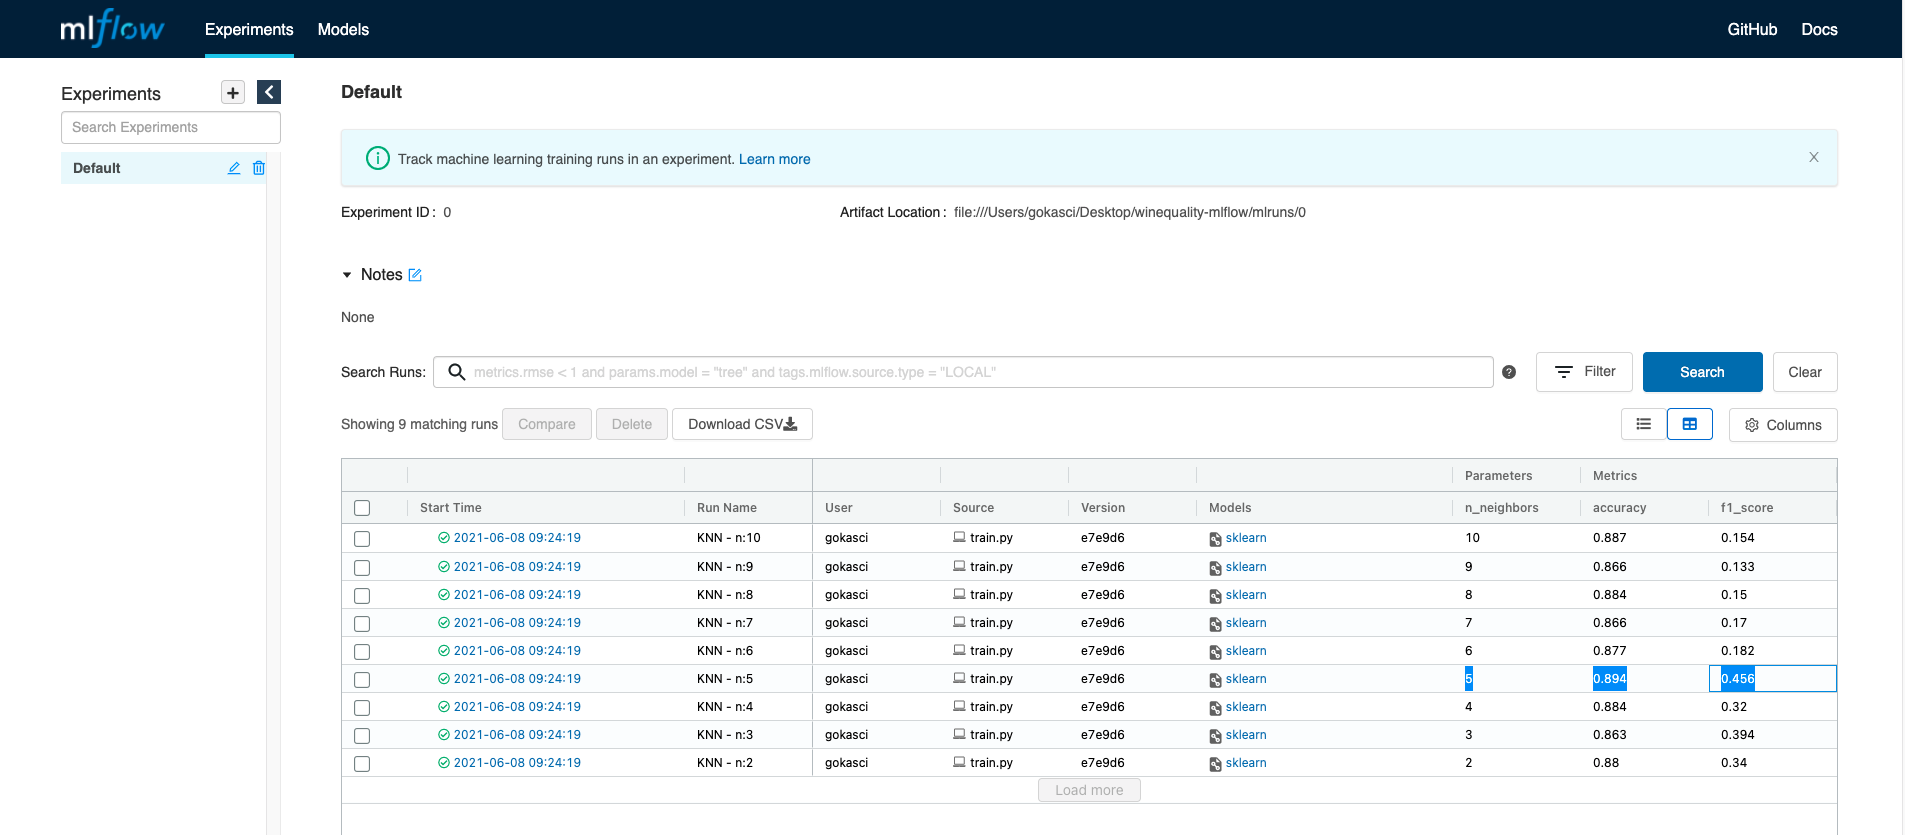 mlflow Experiments Models GitHub Docs
Experiments
Search Experiments
Default
Default
Track machine learning training runs in an experiment. Learn more
Experiment ID : 0 Artifact Location : file:///Users/gokasci/Desktop/winequality-mlflow/mlruns/0
Notes
None
Search Runs: metrics.rmse < 1 and params.model = "tree" and tags.mlflow.source.type = "LOCAL" Filter Search Clear
Showing 9 matching runs Compare Delete Download CSV Columns
Parameters Metrics
Start Time Run Name User Source Version Models n_neighbors accuracy f1_score
2021-06-08 09:24:19 KNN - n:10 gokasci train.py e7e9d6 sklearn 10 0.887 0.154
2021-06-08 09:24:19 KNN - n:9 gokasci train.py e7e9d6 sklearn 9 0.866 0.133
2021-06-08 09:24:19 KNN - n:8 gokasci train.py e7e9d6 sklearn 8 0.884 0.15
2021-06-08 09:24:19 KNN - n:7 gokasci train.py e7e9d6 sklearn 7 0.866 0.17
2021-06-08 09:24:19 KNN - n:6 gokasci train.py e7e9d6 sklearn 6 0.877 0.182
2021-06-08 09:24:19 KNN - n:5 gokasci train.py e7e9d6 sklearn 5 0.894 0.456
2021-06-08 09:24:19 KNN - n:4 gokasci train.py e7e9d6 sklearn 4 0.884 0.32
2021-06-08 09:24:19 KNN - n:3 gokasci train.py e7e9d6 sklearn 3 0.863 0.394
2021-06-08 09:24:19 KNN - n:2 gokasci train.py e7e9d6 sklearn 2 0.88 0.34
Load more